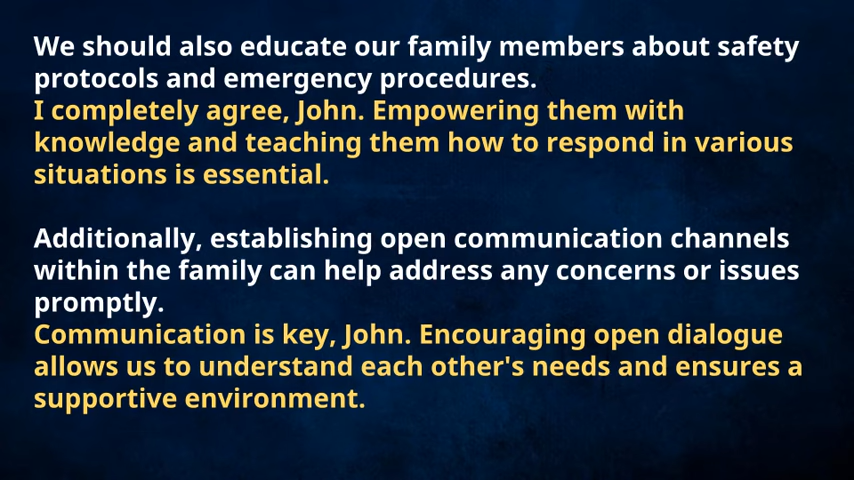 We should also educate our family members about safety
protocols and emergency procedures.
I completely agree, John. Empowering them with
knowledge and teaching them how to respond in various
situations is essential.
Additionally, establishing open communication channels
within the family can help address any concerns or issues
promptly.
Communication is key, John. Encouraging open dialogue
allows us to understand each other's needs and ensures a
supportive environment.